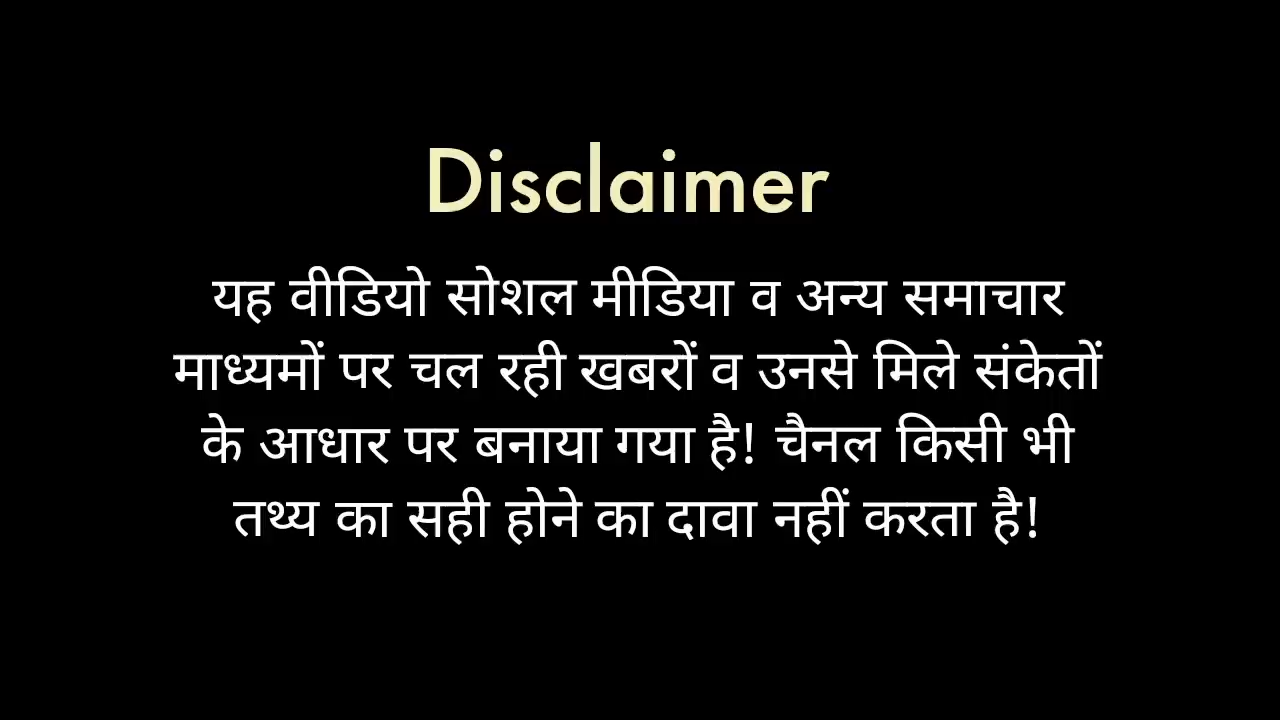 Disclaimer
यह वीडियो सोशल मीडिया व अन्य समाचार
माध्यमों पर चल रही खबरों व उनसे मिले संकेतों
के आधार पर बनाया गया है! चैनल किसी भी
तथ्य का सही होने का दावा नहीं करता है!